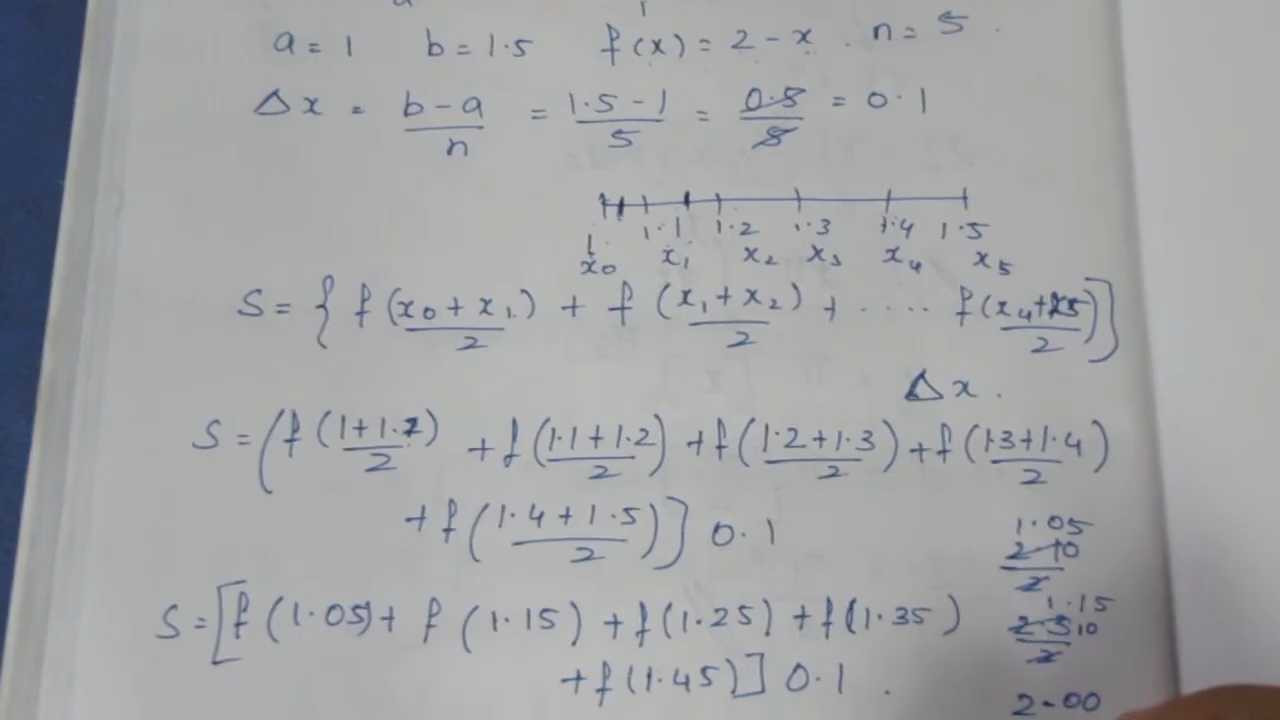 a = 1 b = 1.5 f(x) = 2 - x . n = 5 .
Δx = (b - a)/n = (1.5 - 1)/5 = 0.5/5 = 0.1
1 1.1 1.2 1.3 1.4 1.5
x₀ x₁ x₂ x₃ x₄ x₅
S = { f (x₀ + x₁)/2 + f (x₁ + x₂)/2 + .... f (x₄ + x5)/2 ]
Δx .
S = ( f (1+1.1)/2 + f (1.1+1.2)/2 + f (1.2+1.3)/2 + f (1.3+1.4)/2
+ f (1.4+1.5)/2 ] 0.1
1.05
2.10
2
S = [ f (1.05) + f (1.15) + f (1.25) + f (1.35)
1.15
2.310
2
+ f (1.45) ] 0.1 .
2.00